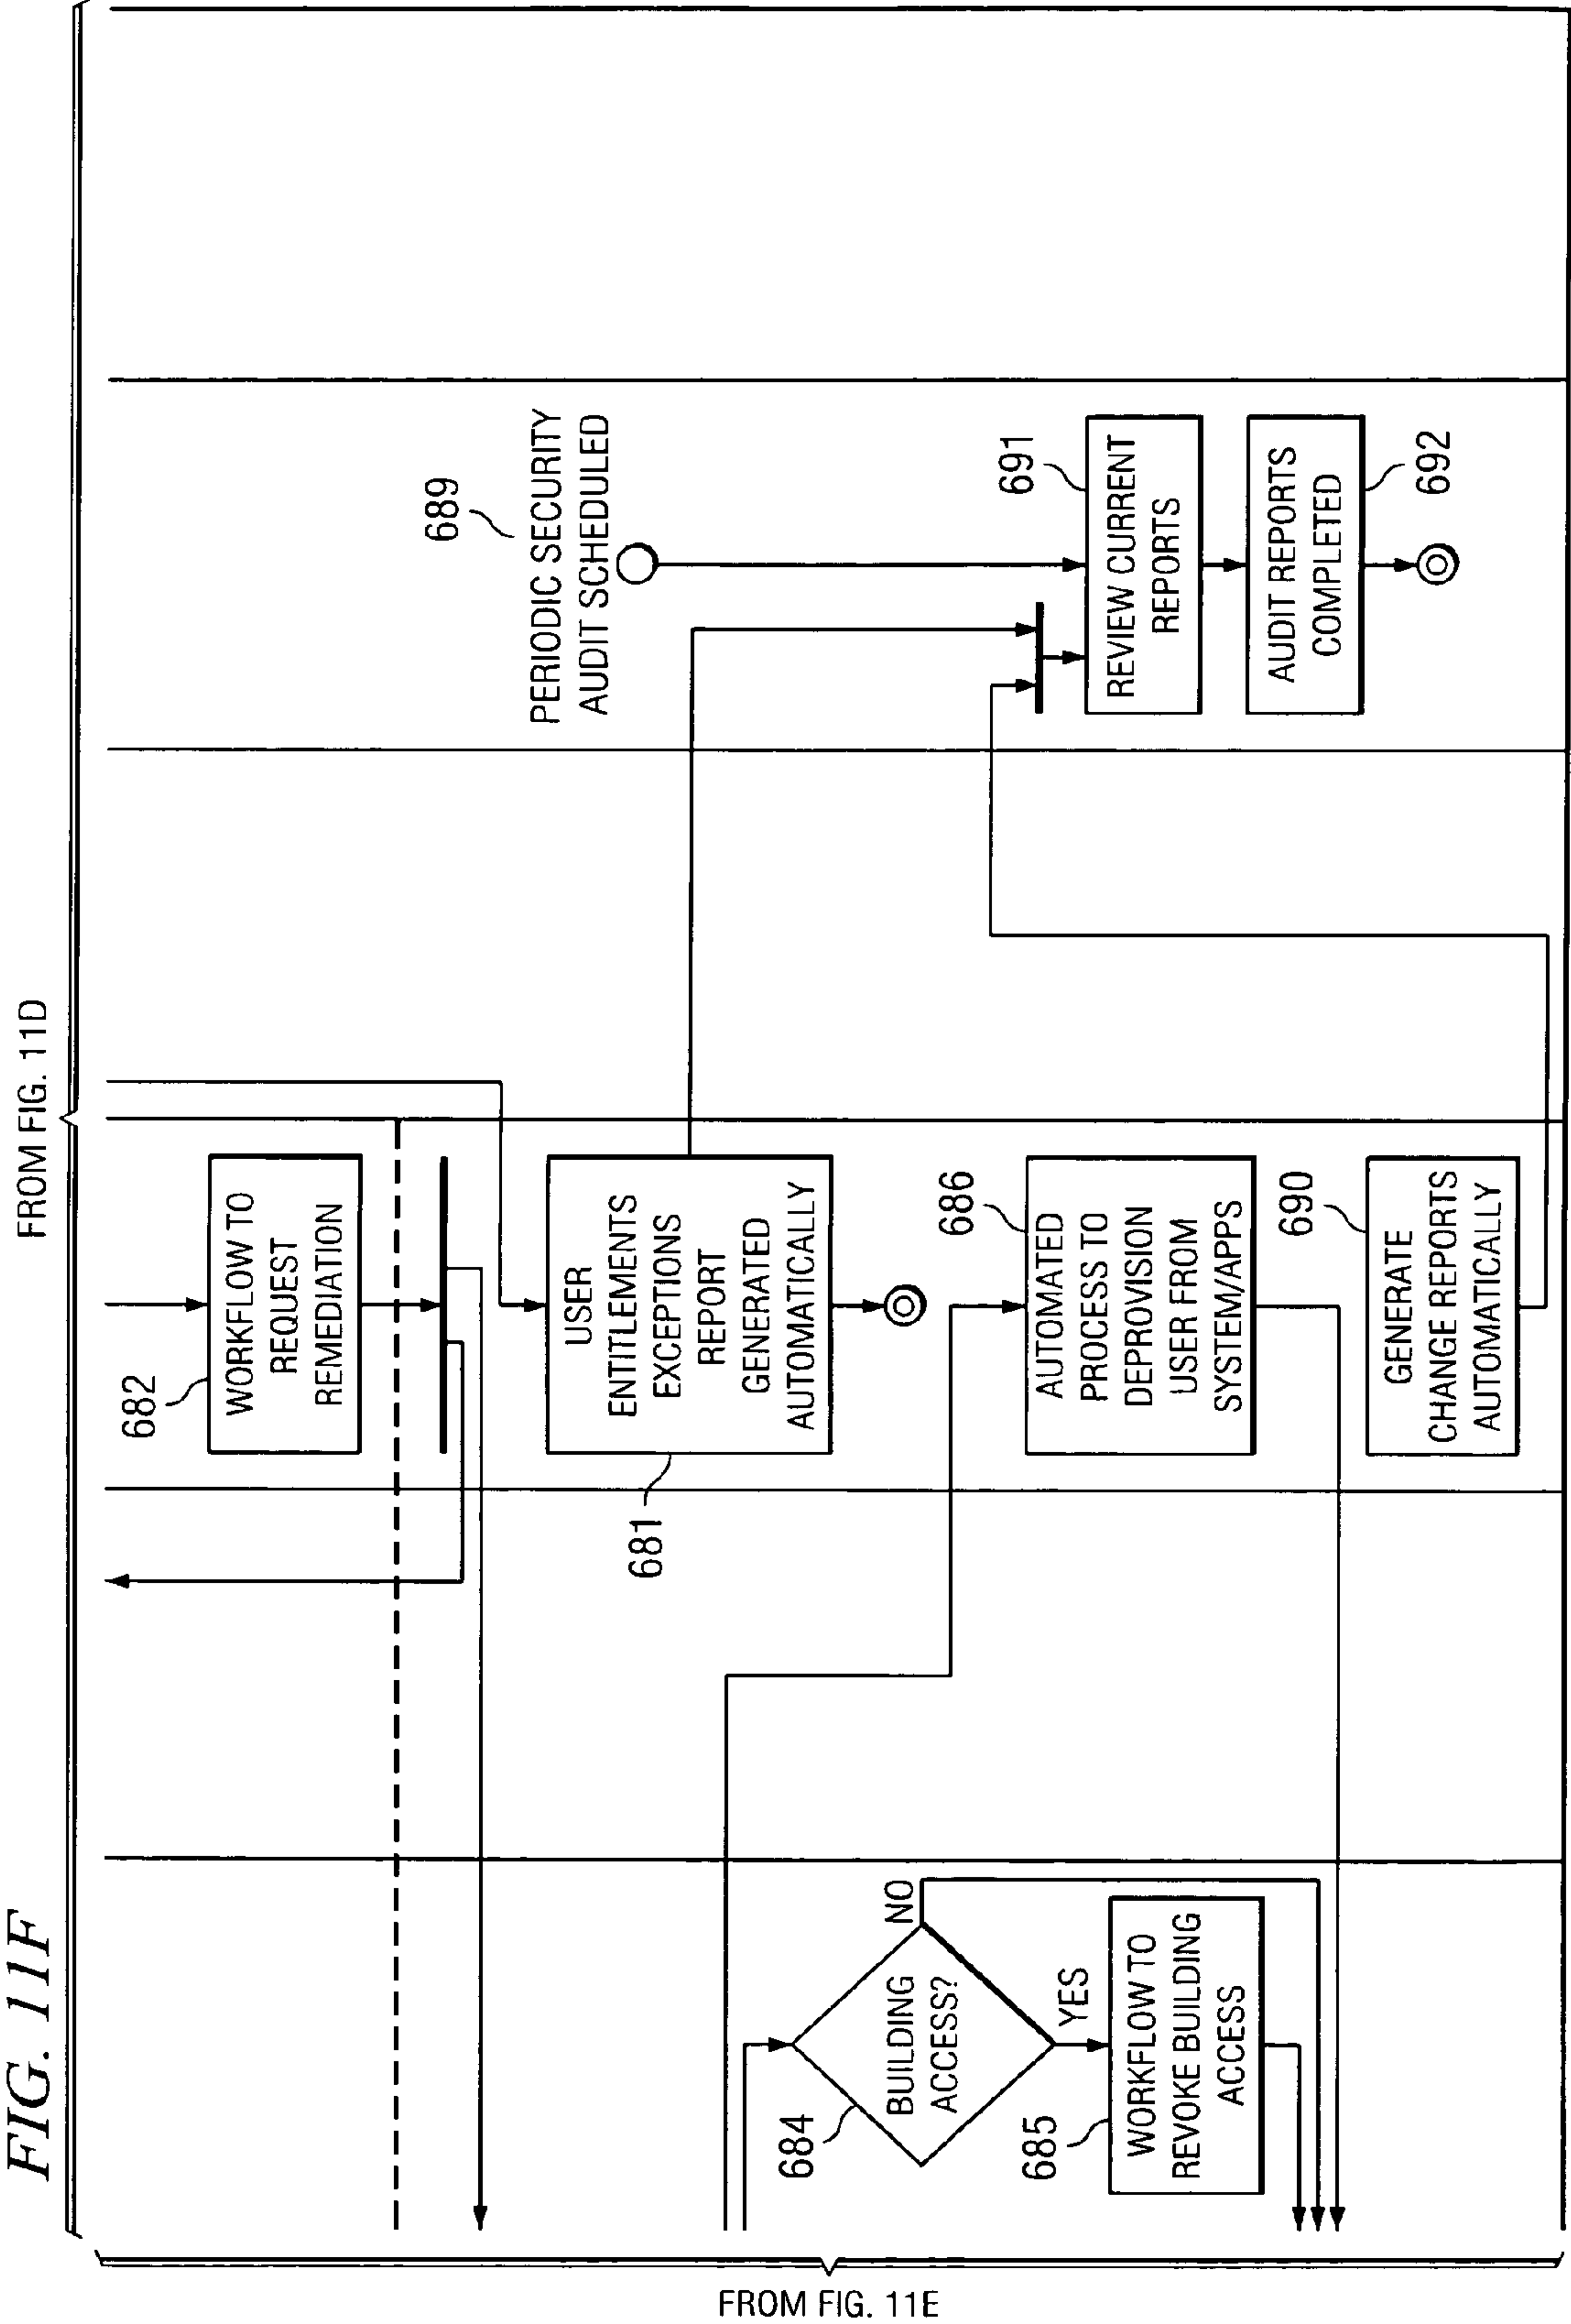 FIG. 11F
FROM FIG. 11D
FROM FIG. 11E
682
WORKFLOW TO
REQUEST
REMEDIATION
681
USER
ENTITLEMENTS
EXCEPTIONS
REPORT
GENERATED
AUTOMATICALLY
689
PERIODIC SECURITY
AUDIT SCHEDULED
684
BUILDING
ACCESS?
NO
YES
685
WORKFLOW TO
REVOKE BUILDING
ACCESS
686
AUTOMATED
PROCESS TO
DEPROVISION
USER FROM
SYSTEM/APPS
690
GENERATE
CHANGE REPORTS
AUTOMATICALLY
691
REVIEW CURRENT
REPORTS
AUDIT REPORTS
COMPLETED
692